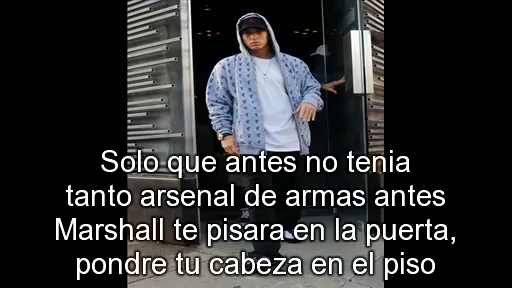 Solo que antes no tenia
tanto arsenal de armas antes
Marshall te pisara en la puerta,
pondre tu cabeza en el piso